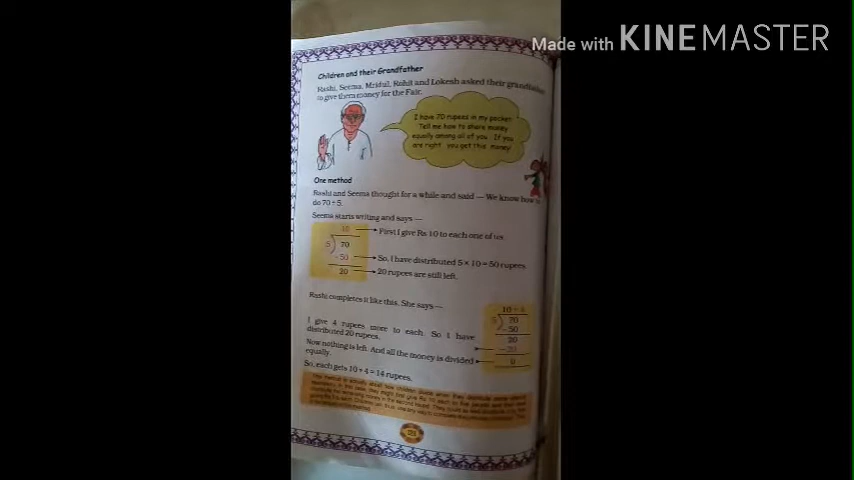 Made with KINEMASTER
Children and their Grandfather
Rashi, Seema, Mridul, Rohit and Lokesh asked their grandfather
to give them money for the Fair.
I have 70 rupees in my pocket.
Tell me how to share money
equally among all of you. If you
are right you get this money
One method
Rashi and Seema thought for a while and said — We know how to
do 70 ÷ 5.
Seema starts writing and says —
10 First I give Rs 10 to each one of us
5 ) 70
- 50 So, I have distributed 5 × 10 = 50 rupees
20 20 rupees are still left.
Rashi completes it like this. She says —
I give 4 rupees more to each. So I have
distributed 20 rupees.
Now nothing is left. And all the money is divided
equally.
So, each gets 10 + 4 = 14 rupees.
10 + 4
5 ) 70
- 50
20
- 20
0